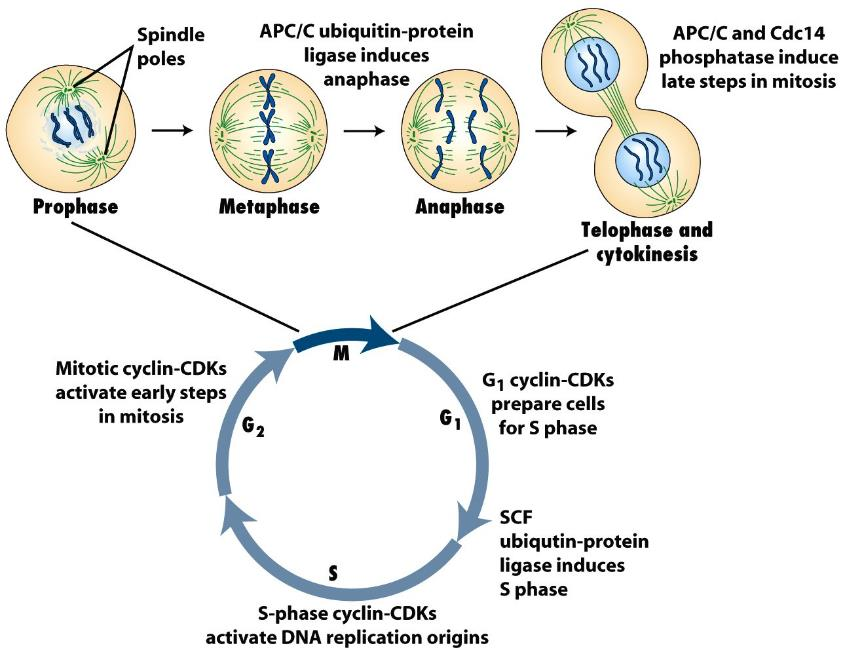 Spindle
poles
APC/C ubiquitin-protein
ligase induces
anaphase
APC/C and Cdc14
phosphatase induce
late steps in mitosis
Prophase
Metaphase
Anaphase
Telophase and
cytokinesis
M
Mitotic cyclin-CDKs
activate early steps
in mitosis
G2
G1
G1 cyclin-CDKs
prepare cells
for S phase
SCF
ubiqutin-protein
ligase induces
S phase
S
S-phase cyclin-CDKs
activate DNA replication origins